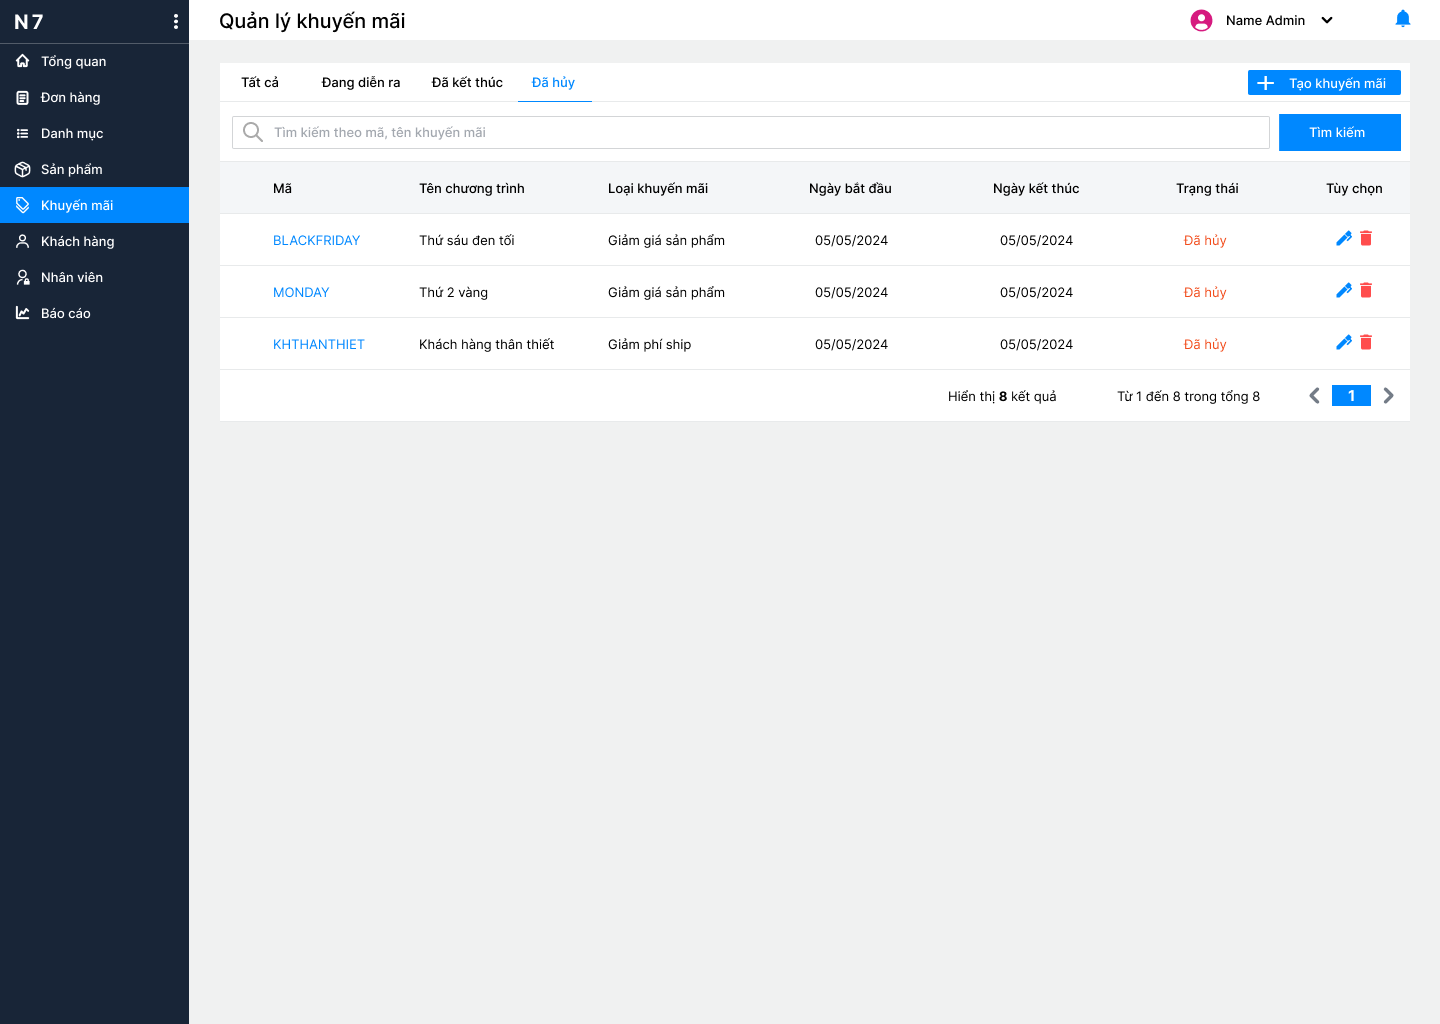 N7
Quản lý khuyến mãi
Name Admin
Tổng quan
Đơn hàng
Danh mục
Sản phẩm
Khuyến mãi
Khách hàng
Nhân viên
Báo cáo
Tất cả Đang diễn ra Đã kết thúc Đã hủy
Tạo khuyến mãi
Tìm kiếm theo mã, tên khuyến mãi
Tìm kiếm
Mã Tên chương trình Loại khuyến mãi Ngày bắt đầu Ngày kết thúc Trạng thái Tùy chọn
BLACKFRIDAY Thứ sáu đen tối Giảm giá sản phẩm 05/05/2024 05/05/2024 Đã hủy
MONDAY Thứ 2 vàng Giảm giá sản phẩm 05/05/2024 05/05/2024 Đã hủy
KHTHANTHIET Khách hàng thân thiết Giảm phí ship 05/05/2024 05/05/2024 Đã hủy
Hiển thị 8 kết quả Từ 1 đến 8 trong tổng 8 1